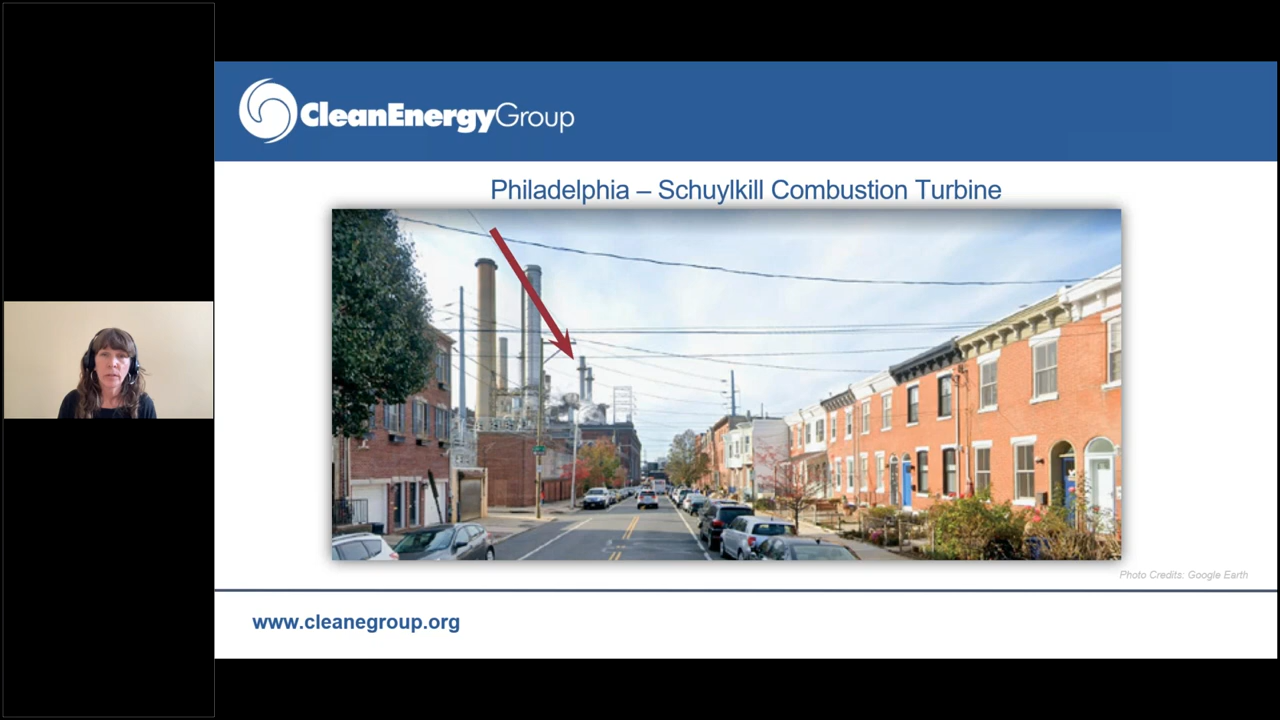 CleanEnergyGroup
Philadelphia – Schuylkill Combustion Turbine
Photo Credits: Google Earth
www.cleanegroup.org